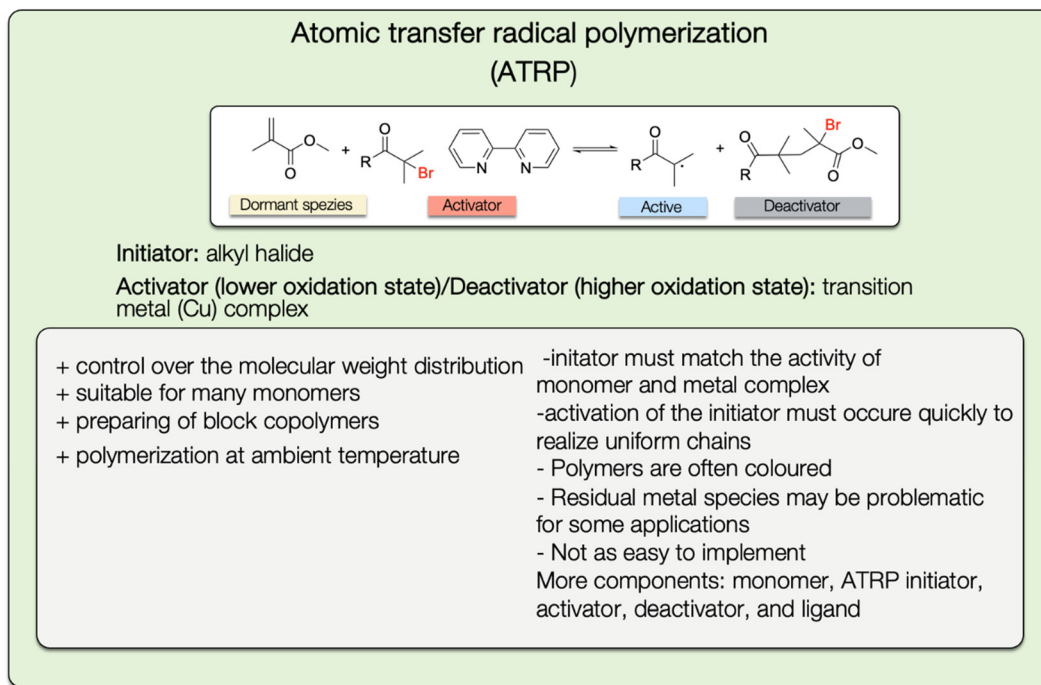 Atomic transfer radical polymerization
(ATRP)
O
O
+
R
O
Br
N
N
R
O
+
O
R
Br
O
O
Dormant spezies
Activator
Active
Deactivator
Initiator: alkyl halide
Activator (lower oxidation state)/Deactivator (higher oxidation state): transition
metal (Cu) complex
+ control over the molecular weight distribution
+ suitable for many monomers
+ preparing of block copolymers
+ polymerization at ambient temperature
-initator must match the activity of
monomer and metal complex
-activation of the initiator must occure quickly to
realize uniform chains
- Polymers are often coloured
- Residual metal species may be problematic
for some applications
- Not as easy to implement
More components: monomer, ATRP initiator,
activator, deactivator, and ligand